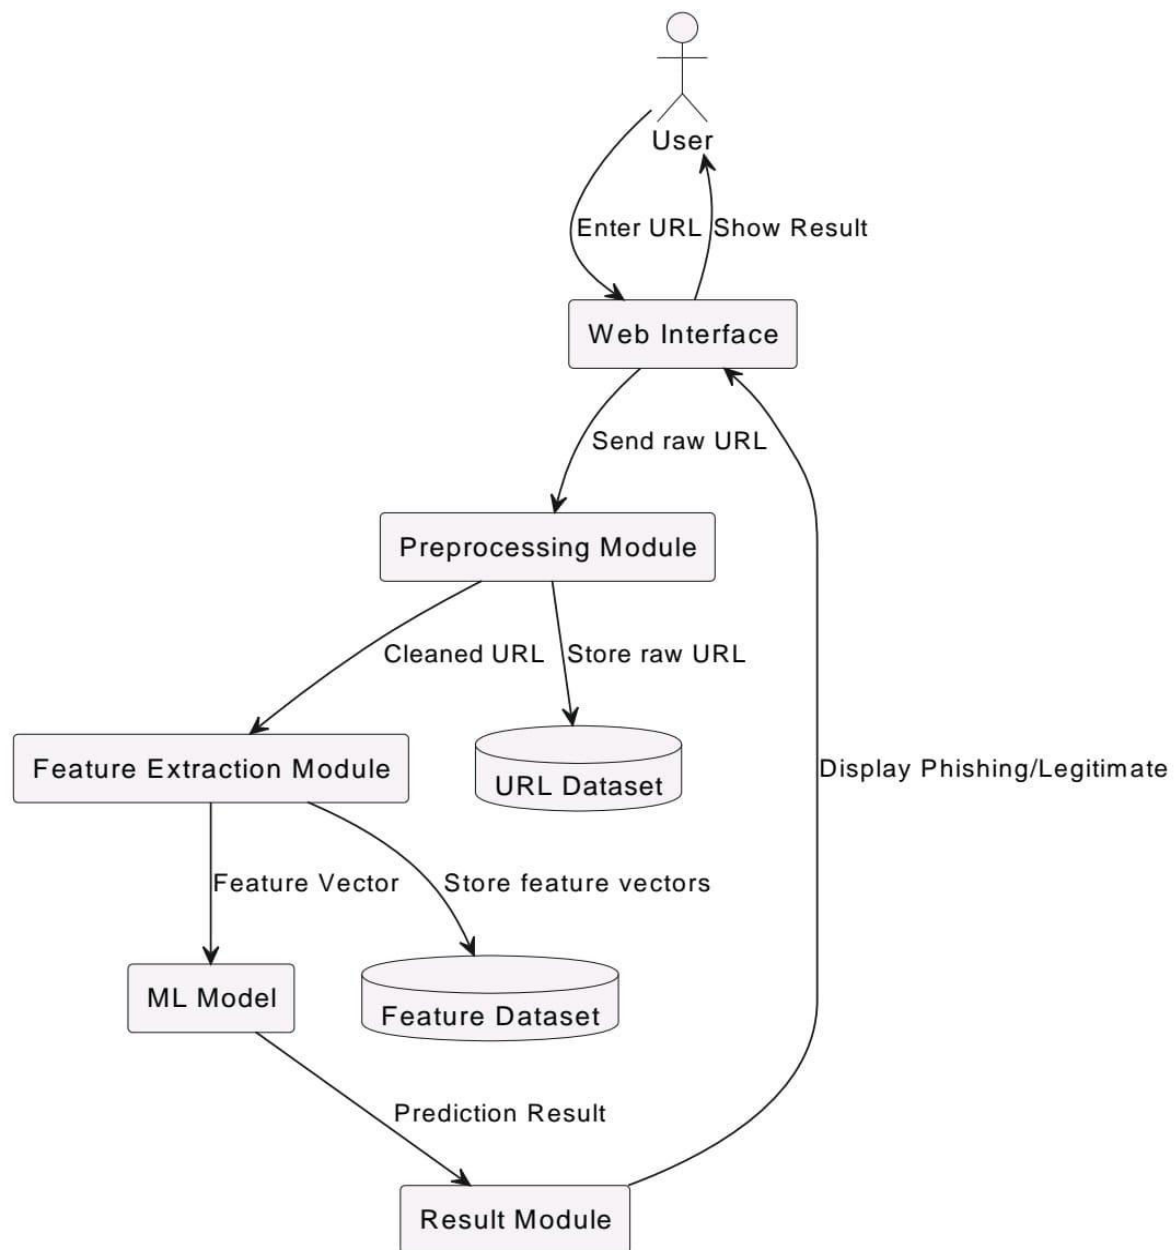 User
Enter URL
Show Result
Web Interface
Send raw URL
Preprocessing Module
Cleaned URL
Store raw URL
Feature Extraction Module
URL Dataset
Display Phishing/Legitimate
Feature Vector
Store feature vectors
ML Model
Feature Dataset
Prediction Result
Result Module